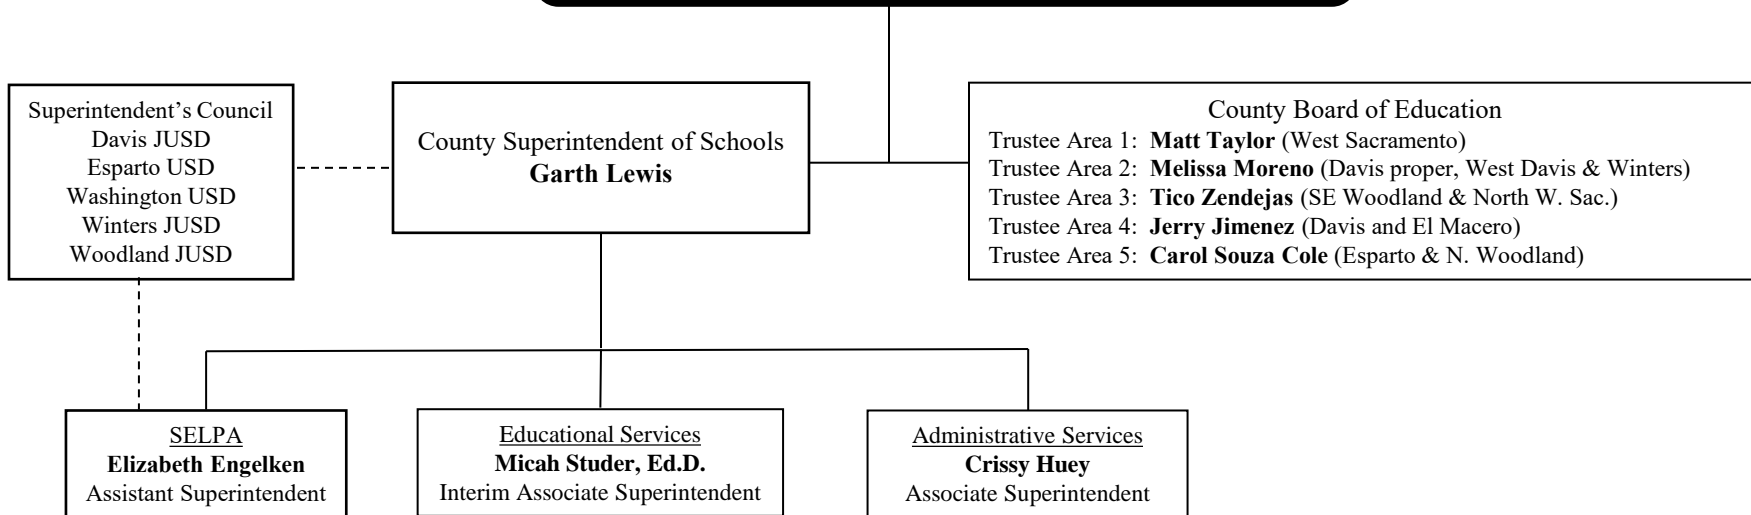 Superintendent’s Council
Davis JUSD
Esparto USD
Washington USD
Winters JUSD
Woodland JUSD
County Superintendent of Schools
Garth Lewis
County Board of Education
Trustee Area 1: Matt Taylor (West Sacramento)
Trustee Area 2: Melissa Moreno (Davis proper, West Davis & Winters)
Trustee Area 3: Tico Zendejas (SE Woodland & North W. Sac.)
Trustee Area 4: Jerry Jimenez (Davis and El Macero)
Trustee Area 5: Carol Souza Cole (Esparto & N. Woodland)
SELPA
Elizabeth Engelken
Assistant Superintendent
Educational Services
Micah Studer, Ed.D.
Interim Associate Superintendent
Administrative Services
Crissy Huey
Associate Superintendent